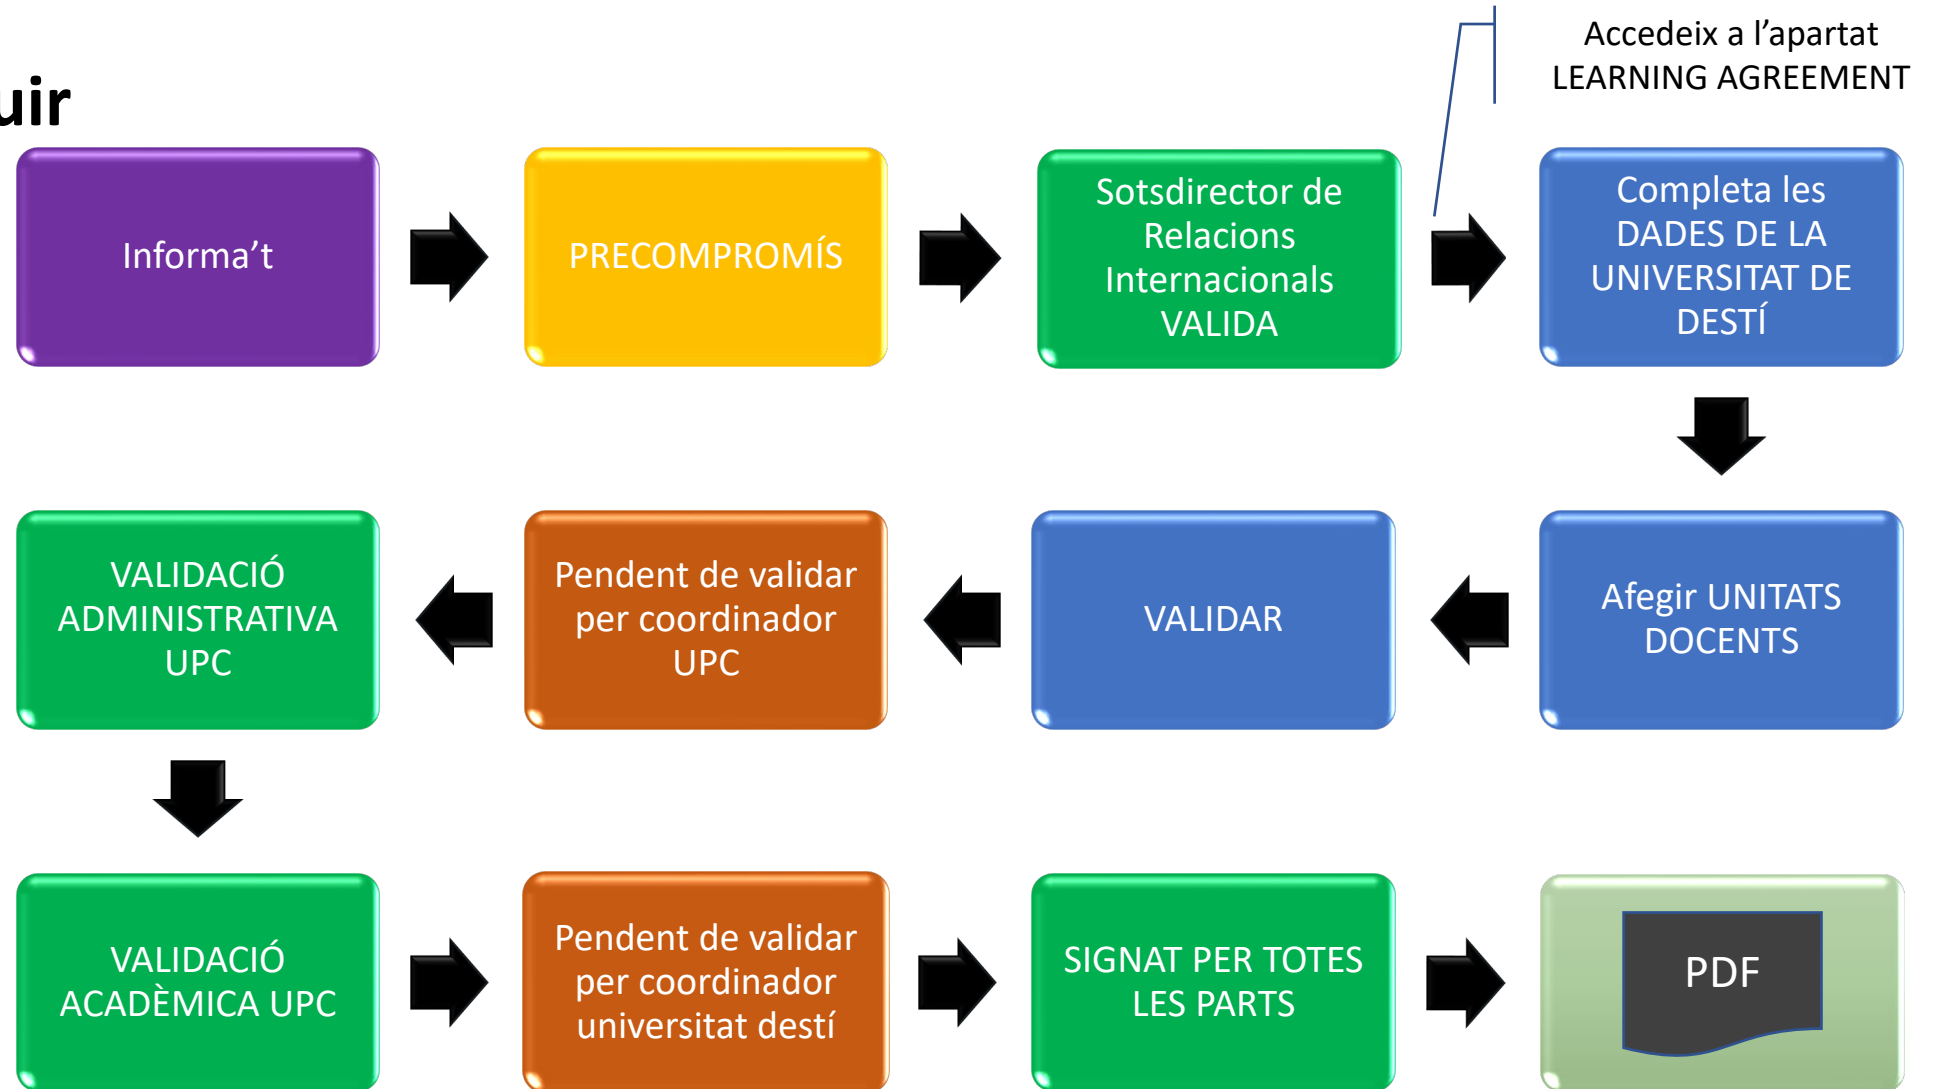 uir
Accedeix a l’apartat
LEARNING AGREEMENT
Informa’t
PRECOMPROMÍS
Sotsdirector de
Relacions
Internacionals
VALIDA
Completa les
DADES DE LA
UNIVERSITAT DE
DESTÍ
Afegir UNITATS
DOCENTS
VALIDAR
Pendent de validar
per coordinador
UPC
VALIDACIÓ
ADMINISTRATIVA
UPC
VALIDACIÓ
ACADÈMICA UPC
Pendent de validar
per coordinador
universitat destí
SIGNAT PER TOTES
LES PARTS
PDF